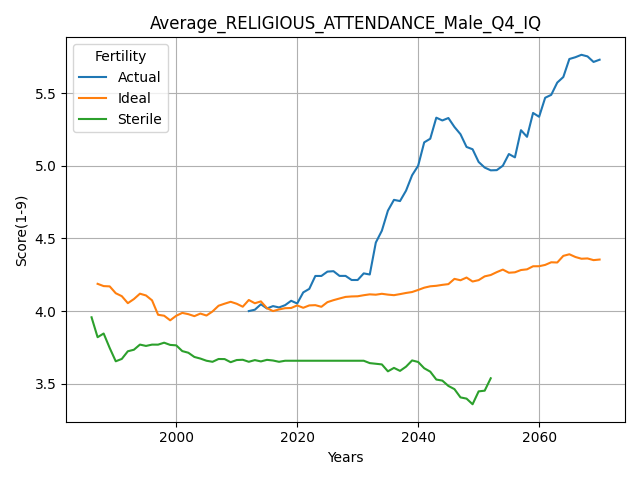 Average_RELIGIOUS_ATTENDANCE_Male_Q4_IQ
Fertility
Actual
Ideal
Sterile
Score(1-9)
5.5
5.0
4.5
4.0
3.5
2000 2020 2040 2060
Years